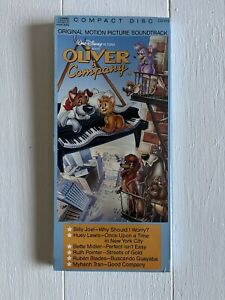 COMPACT DISC
ORIGINAL MOTION PICTURE SOUNDTRACK
WALT DISNEY PICTURES
OLIVER
& Company
Billy Joel—Why Should I Worry?
Huey Lewis—Once Upon a Time
in New York City
Bette Midler—Perfect Isn't Easy
Ruth Pointer—Streets of Gold
Rubén Blades—Buscando Guayaba
Myhanh Tran—Good Company